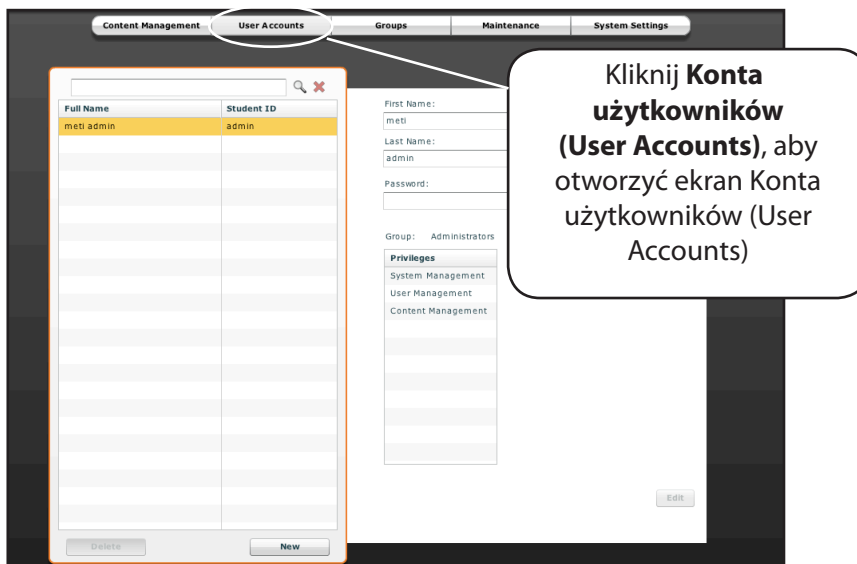 Content Management User Accounts Groups Maintenance System Settings
Kliknij Konta
użytkowników
(User Accounts), aby
otworzyć ekran Konta
użytkowników (User
Accounts)
Full Name Student ID
meti admin admin
Delete New
First Name:
meti
Last Name:
admin
Password:
Group: Administrators
Privileges
System Management
User Management
Content Management
Edit